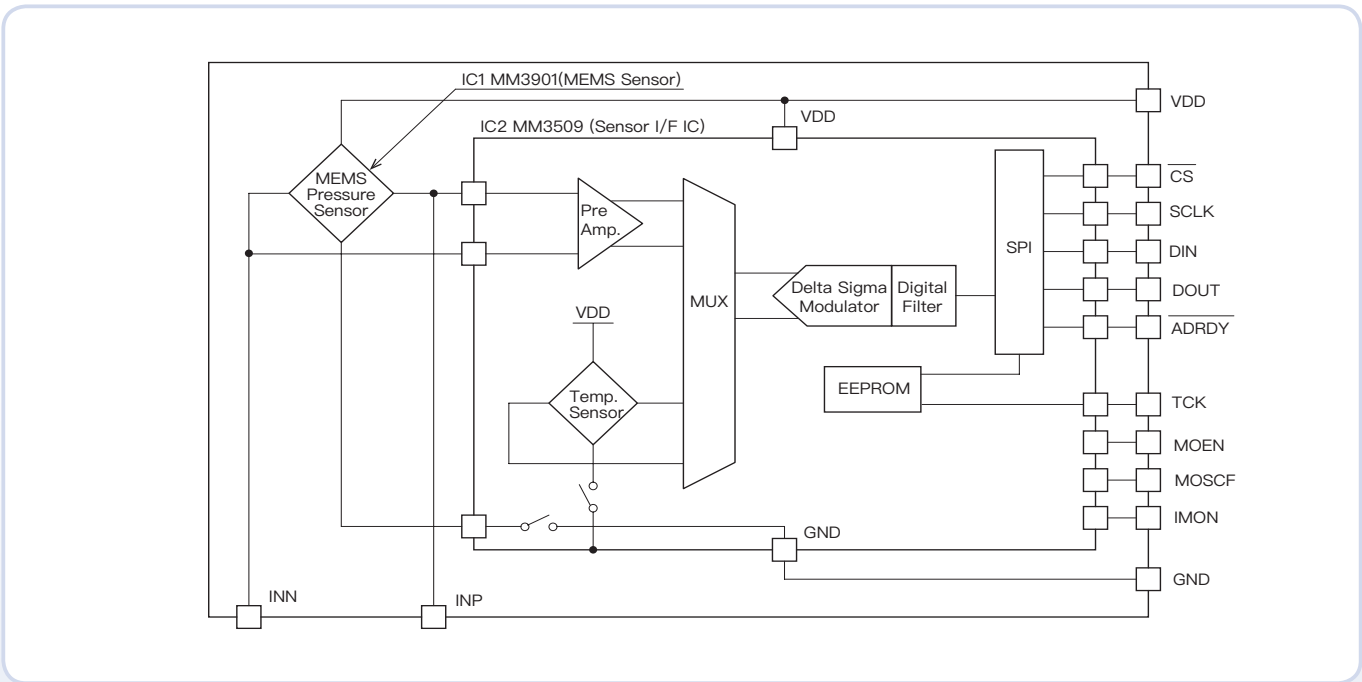 IC1 MM3901(MEMS Sensor)
VDD
VDD
IC2 MM3509 (Sensor I/F IC)
MEMS
Pressure
Sensor
Pre
Amp.
MUX
Delta Sigma
Modulator
Digital
Filter
SPI
CS
SCLK
DIN
DOUT
ADRDY
VDD
Temp.
Sensor
EEPROM
TCK
MOEN
MOSCF
IMON
GND
GND
INN
INP